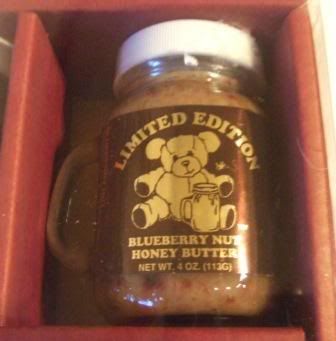 LIMITED EDITION
BLUEBERRY NUT
HONEY BUTTER
NET WT. 4 OZ. (113G)